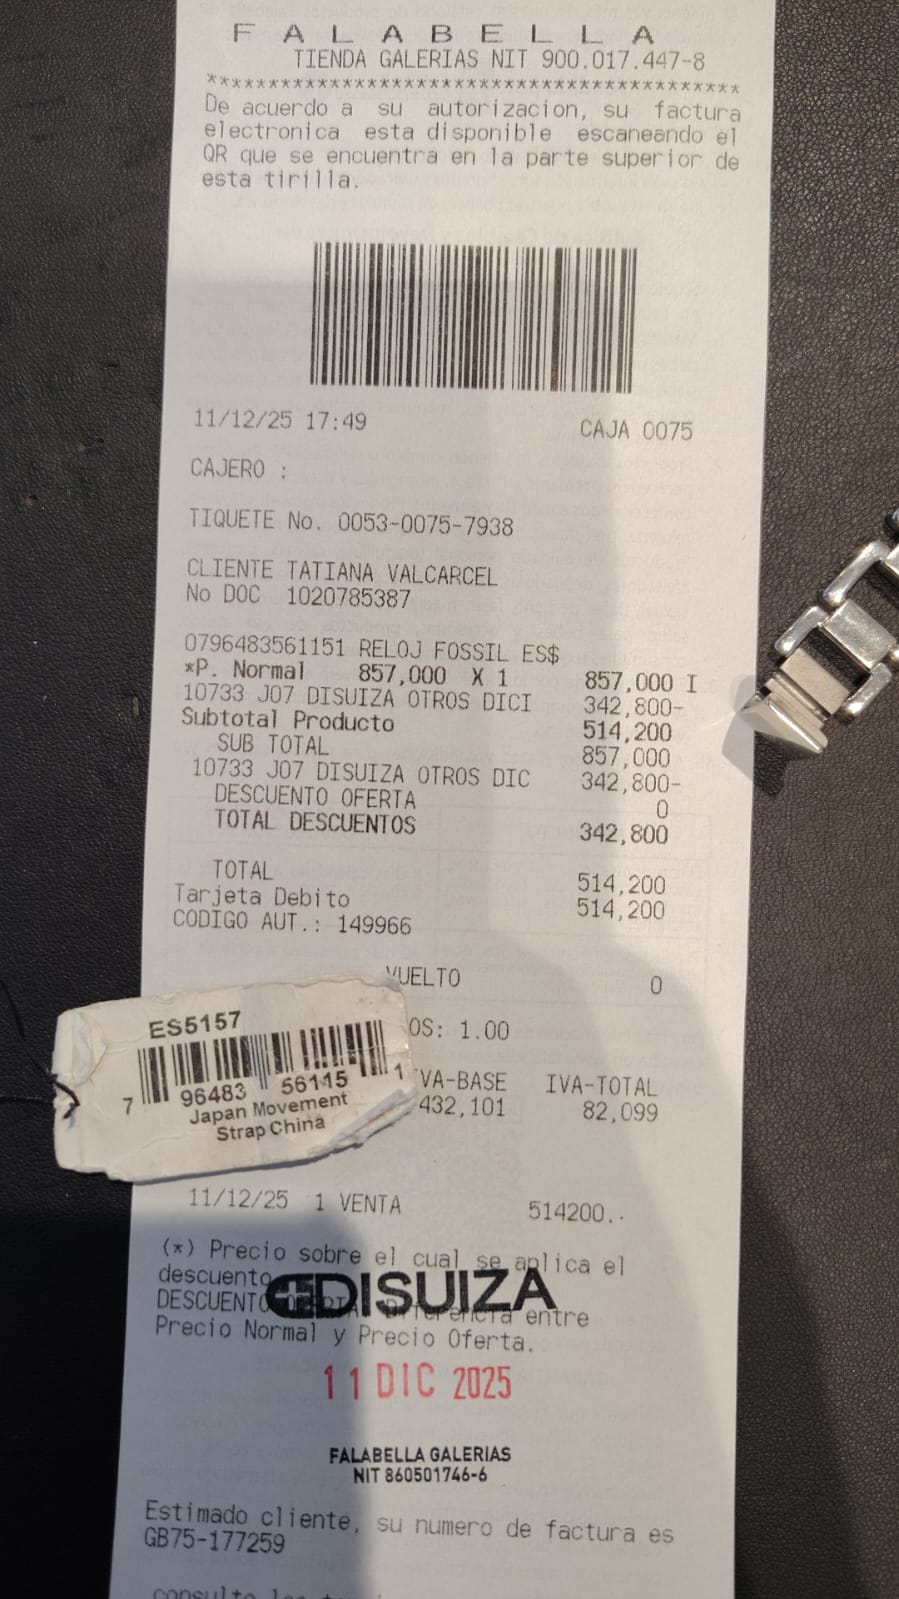 F A L A B E L L A
TIENDA GALERIAS NIT 900.017.447-8
****************************************
De acuerdo a su autorizacion, su factura
electronica esta disponible escaneando el
QR que se encuentra en la parte superior de
esta tirilla.
11/12/25 17:49 CAJA 0075
CAJERO :
TIQUETE No. 0053-0075-7938
CLIENTE TATIANA VALCARCEL
No DOC 1020785387
0796483561151 RELOJ FOSSIL ES$
*P. Normal 857,000 X 1 857,000 I
10733 J07 DISUIZA OTROS DICI 342,800-
Subtotal Producto 514,200
SUB TOTAL 857,000
10733 J07 DISUIZA OTROS DIC 342,800-
DESCUENTO OFERTA 0
TOTAL DESCUENTOS 342,800
TOTAL 514,200
Tarjeta Debito 514,200
CODIGO AUT.: 149966
VUELTO 0
OS: 1.00
VA-BASE IVA-TOTAL
432,101 82,099
ES5157
7 96483 56115 1
Japan Movement
Strap China
11/12/25 1 VENTA 514200.-
(*) Precio sobre el cual se aplica el
descuento
DISUIZA
DESCUENTO OFERTA: Diferencia entre
Precio Normal y Precio Oferta.
11 DIC 2025
FALABELLA GALERIAS
NIT 860501746-6
Estimado cliente, su numero de factura es
GB75-177259